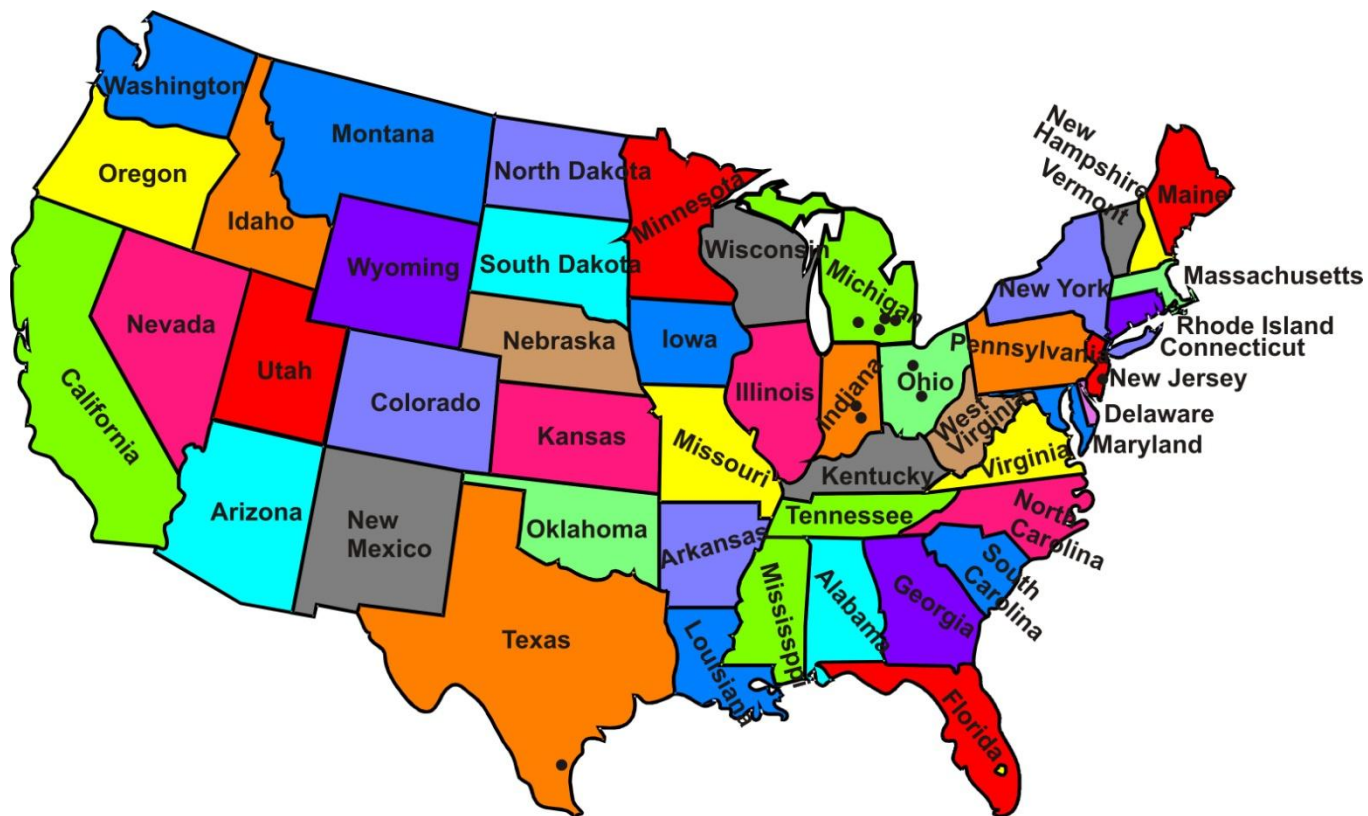 Washington
Montana
North Dakota
Minnesota
Oregon
Idaho
Wyoming
South Dakota
Wisconsin
Michigan
New
Hampshire
Vermont
Maine
New York
Massachusetts
Rhode Island
Connecticut
Nevada
Utah
Colorado
Nebraska
Iowa
Illinois
Indiana
Ohio
Pennsylvania
New Jersey
Delaware
Maryland
California
Arizona
New
Mexico
Kansas
Missouri
Kentucky
West
Virginia
Virginia
Oklahoma
Arkansas
Tennessee
North
Carolina
South
Carolina
Texas
Louisiana
Mississppi
Alabama
Georgia
Florida